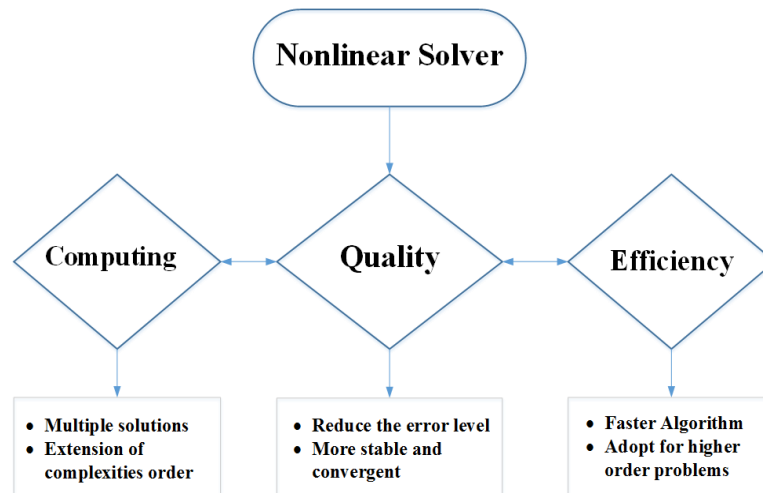 Nonlinear Solver
Computing
Quality
Efficiency
• Multiple solutions
• Extension of
complexities order
• Reduce the error level
• More stable and
convergent
• Faster Algorithm
• Adopt for higher
order problems